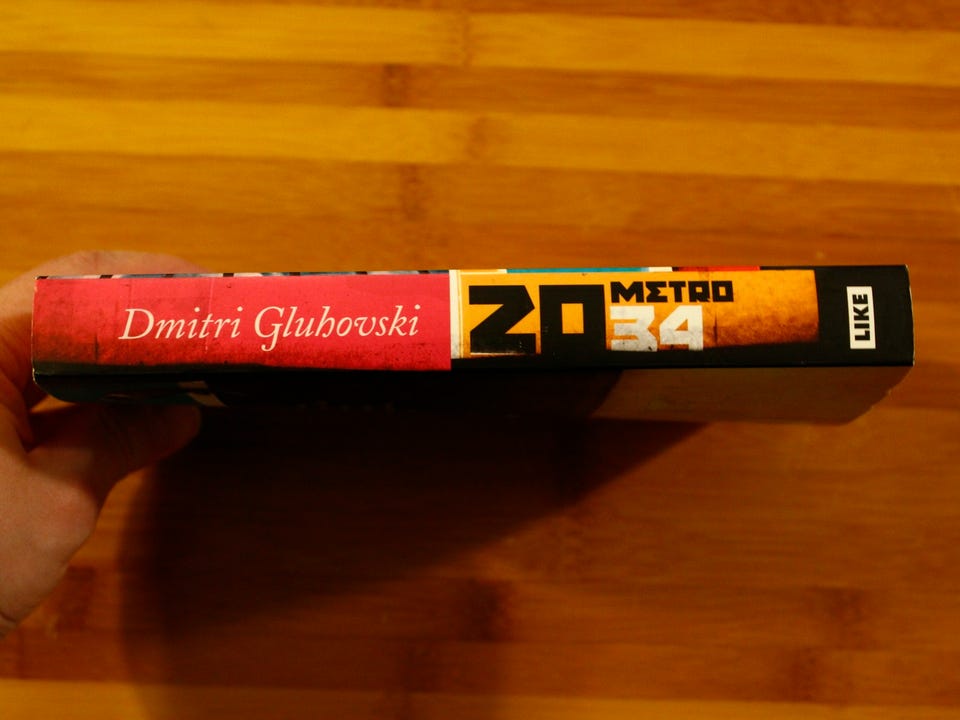 Dmitri Gluhovski
20 METRO
34
LIKE